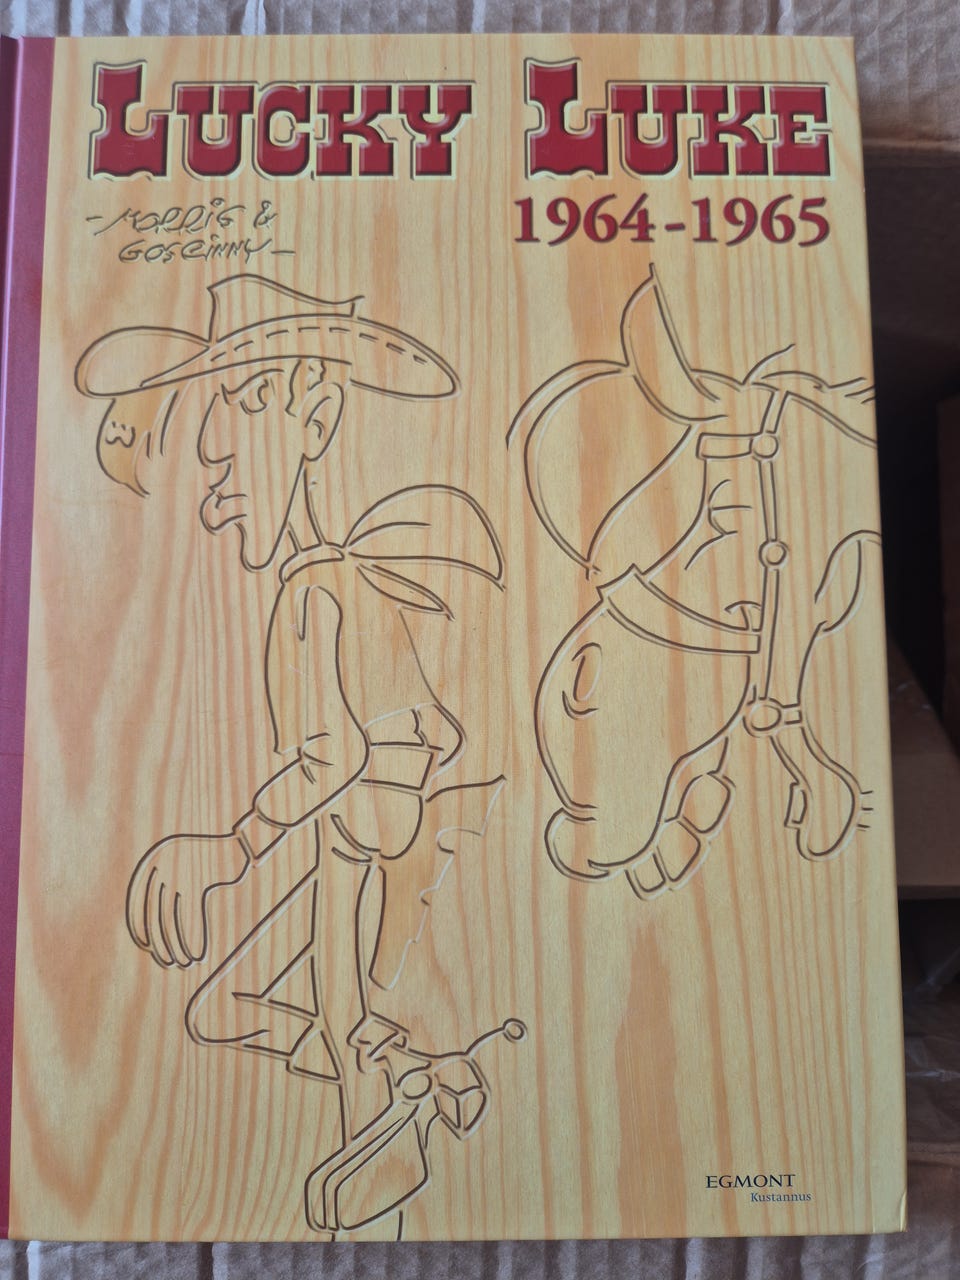 LUCKY LUKE
1964-1965
- MORRIS &
GOSCINNY -
EGMONT
Kustannus